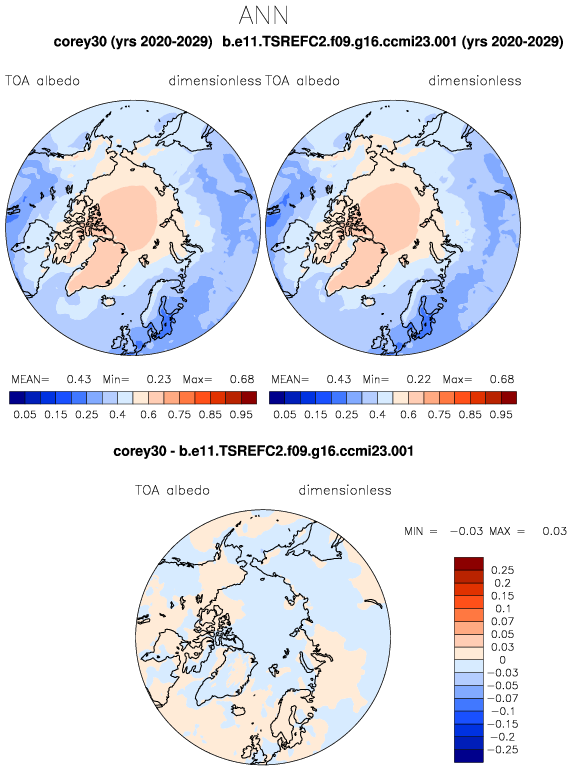 ANN
corey30 (yrs 2020-2029) b.e11.TSREFC2.f09.g16.ccmi23.001 (yrs 2020-2029)
TOA albedo dimensionless TOA albedo dimensionless
MEAN= 0.43 Min= 0.23 Max= 0.68 MEAN= 0.43 Min= 0.22 Max= 0.68
0.05 0.15 0.25 0.4 0.6 0.75 0.85 0.95 0.05 0.15 0.25 0.4 0.6 0.75 0.85 0.95
corey30 - b.e11.TSREFC2.f09.g16.ccmi23.001
TOA albedo dimensionless
MIN = -0.03 MAX = 0.03
0.25
0.2
0.15
0.1
0.07
0.05
0.03
0
-0.03
-0.05
-0.07
-0.1
-0.15
-0.2
-0.25